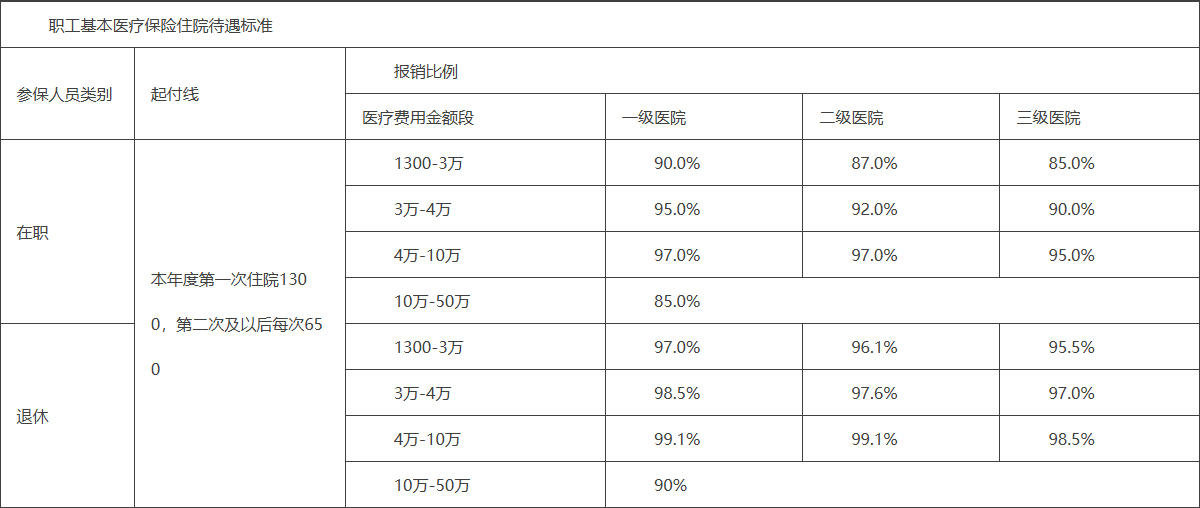 职工基本医疗保险住院待遇标准
参保人员类别
起付线
报销比例
医疗费用金额段
一级医院
二级医院
三级医院
在职
本年度第一次住院130
0，第二次及以后每次65
0
1300-3万
90.0%
87.0%
85.0%
3万-4万
95.0%
92.0%
90.0%
4万-10万
97.0%
97.0%
95.0%
10万-50万
85.0%
退休
1300-3万
97.0%
96.1%
95.5%
3万-4万
98.5%
97.6%
97.0%
4万-10万
99.1%
99.1%
98.5%
10万-50万
90%